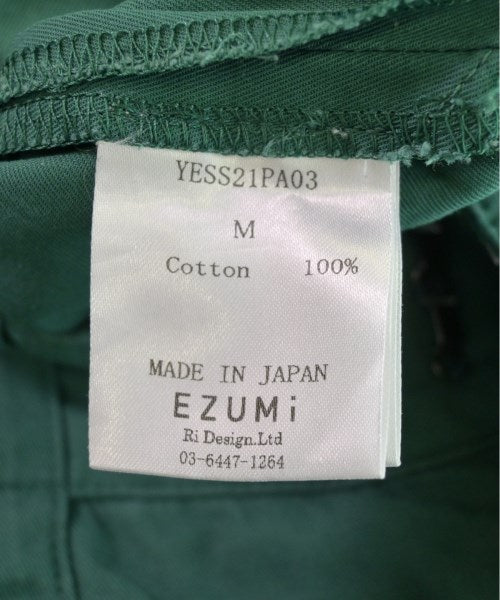 YESS21PA03
M
Cotton 100%
MADE IN JAPAN
EZUMi
Ri Design.Ltd
03-6447-1264